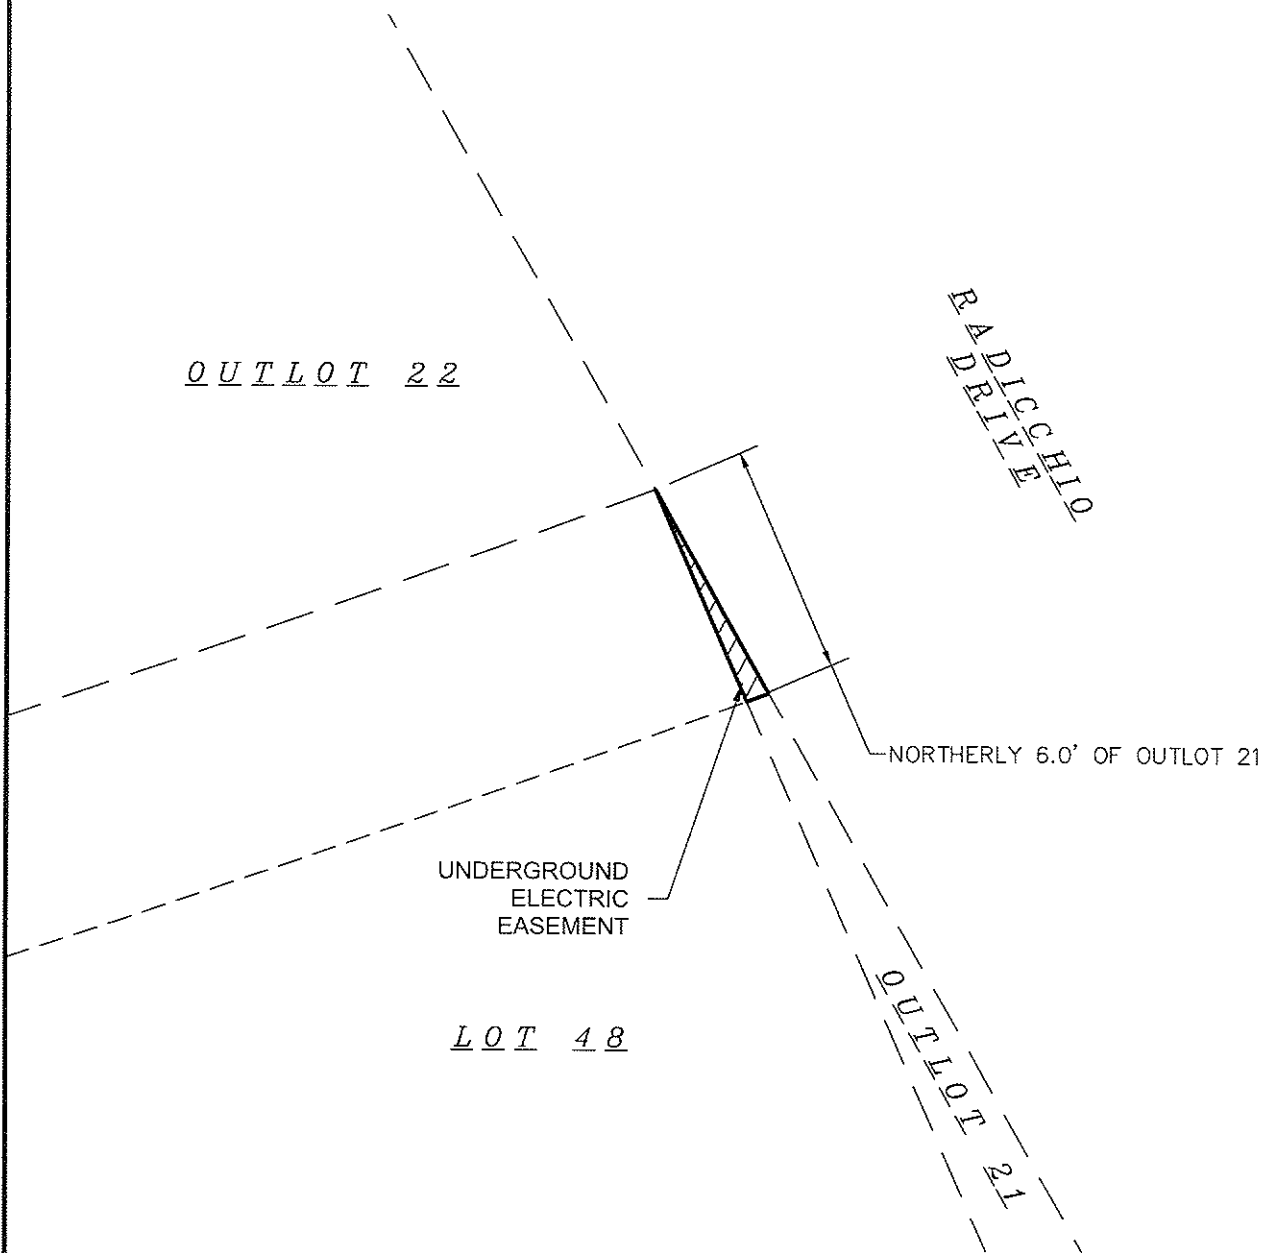 OUTLOT 22
RADICCHIO
DRIVE
NORTHERLY 6.0' OF OUTLOT 21
UNDERGROUND
ELECTRIC
EASEMENT
LOT 48
OUTLOT 21